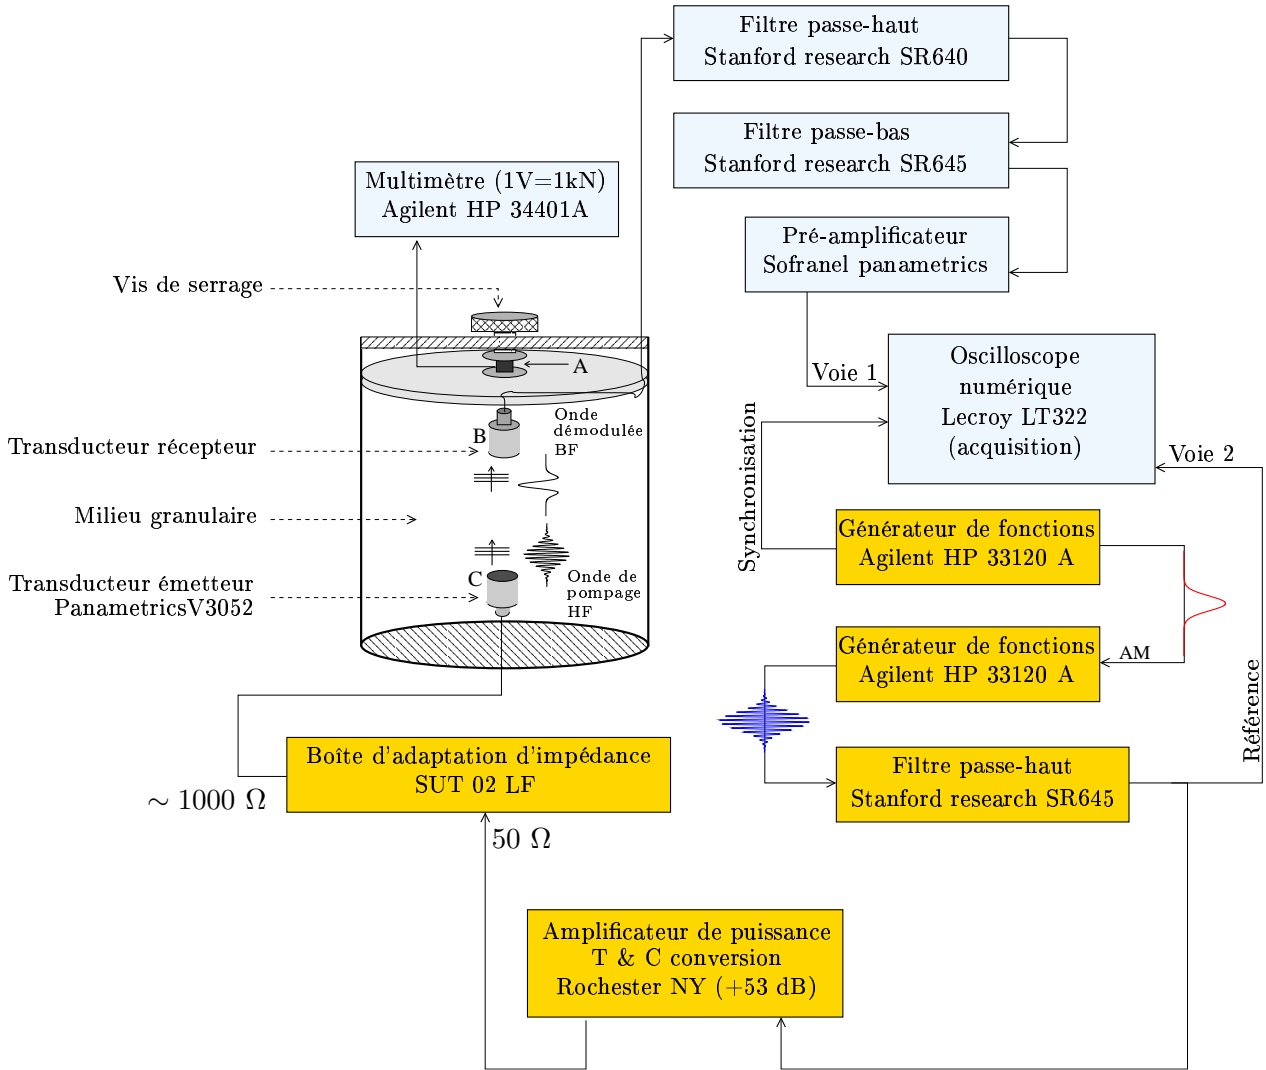 Filtre passe-haut
Stanford research SR640
Filtre passe-bas
Stanford research SR645
Multimètre (1V=1kN)
Agilent HP 34401A
Pré-amplificateur
Sofranel panametrics
Vis de serrage
A
Voie 1
Oscilloscope
numérique
Lecroy LT322
(acquisition)
Voie 2
Synchronisation
Transducteur récepteur
B
Onde
démodulée
BF
Milieu granulaire
Transducteur émetteur
PanametricsV3052
C
Onde de
pompage
HF
Générateur de fonctions
Agilent HP 33120 A
Générateur de fonctions
Agilent HP 33120 A
AM
Référence
Boîte d'adaptation d'impédance
SUT 02 LF
~ 1000 Ω
50 Ω
Filtre passe-haut
Stanford research SR645
Amplificateur de puissance
T & C conversion
Rochester NY (+53 dB)